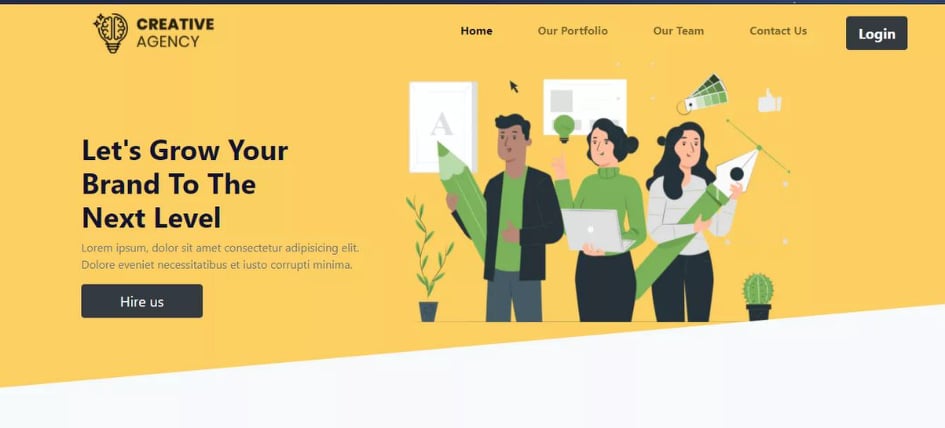 CREATIVE
AGENCY
Home Our Portfolio Our Team Contact Us Login
A
Let's Grow Your
Brand To The
Next Level
Lorem ipsum, dolor sit amet consectetur adipisicing elit.
Dolore eveniet necessitatibus et iusto corrupti minima.
Hire us